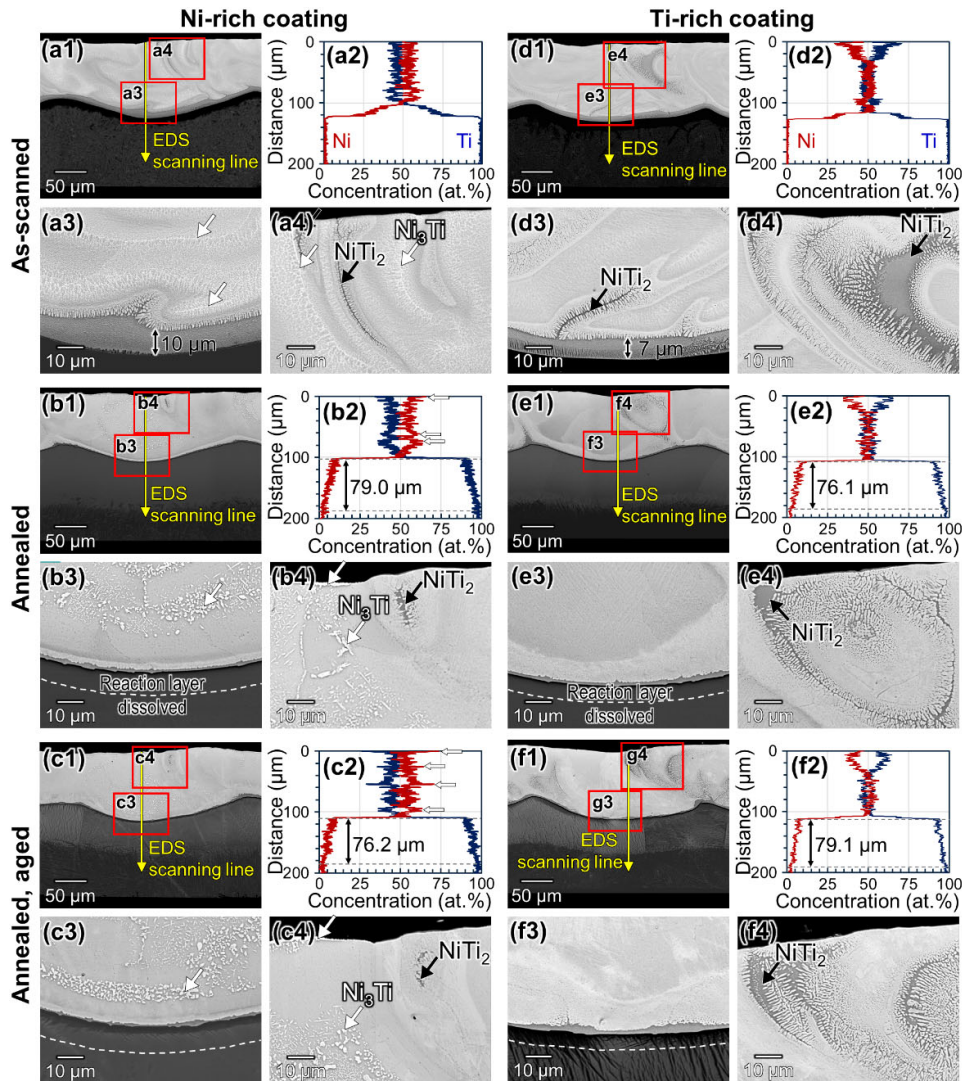 Ni-rich coating
Ti-rich coating
As-scanned
(a1)
a4
a3
EDS
scanning line
50 μm
(a2)
Distance (μm)
0
100
200
Ni
Ti
0 25 50 75 100
Concentration (at.%)
(d1)
e4
e3
EDS
scanning line
50 μm
(d2)
Distance (μm)
0
100
200
Ni
Ti
0 25 50 75 100
Concentration (at.%)
(a3)
10 μm
10 μm
(a4)
Ni3Ti
NiTi2
10 μm
(d3)
NiTi2
10 μm
7 μm
(d4)
NiTi2
10 μm
Annealed
(b1)
b4
b3
EDS
scanning line
50 μm
(b2)
Distance (μm)
0
100
200
79.0 μm
0 25 50 75 100
Concentration (at.%)
(e1)
f4
f3
EDS
scanning line
50 μm
(e2)
Distance (μm)
0
100
200
76.1 μm
0 25 50 75 100
Concentration (at.%)
(b3)
Reaction layer
dissolved
10 μm
(b4)
NiTi2
Ni3Ti
10 μm
(e3)
Reaction layer
dissolved
10 μm
(e4)
NiTi2
10 μm
Annealed, aged
(c1)
c4
c3
EDS
scanning line
50 μm
(c2)
Distance (μm)
0
100
200
76.2 μm
0 25 50 75 100
Concentration (at.%)
(f1)
g4
g3
EDS
scanning line
50 μm
(f2)
Distance (μm)
0
100
200
79.1 μm
0 25 50 75 100
Concentration (at.%)
(c3)
10 μm
(c4)
NiTi2
Ni3Ti
10 μm
(f3)
10 μm
(f4)
NiTi2
10 μm